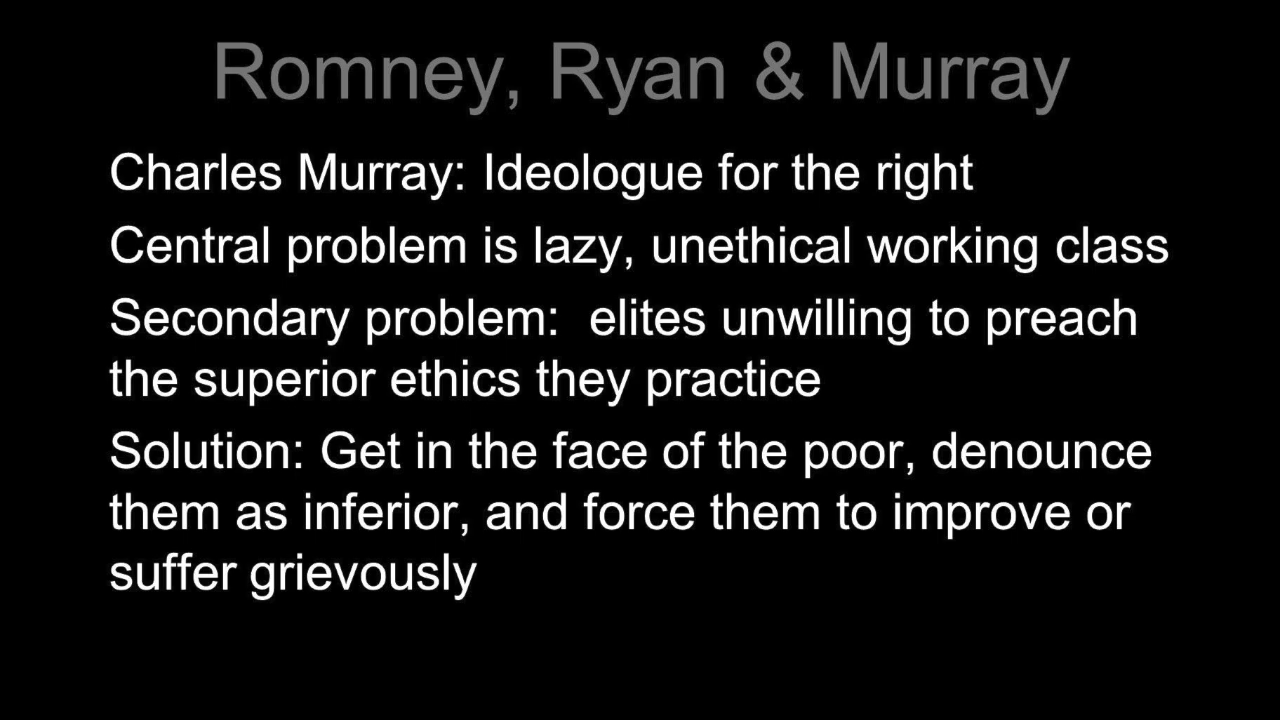 Romney, Ryan & Murray
Charles Murray: Ideologue for the right
Central problem is lazy, unethical working class
Secondary problem:  elites unwilling to preach
the superior ethics they practice
Solution: Get in the face of the poor, denounce
them as inferior, and force them to improve or
suffer grievously